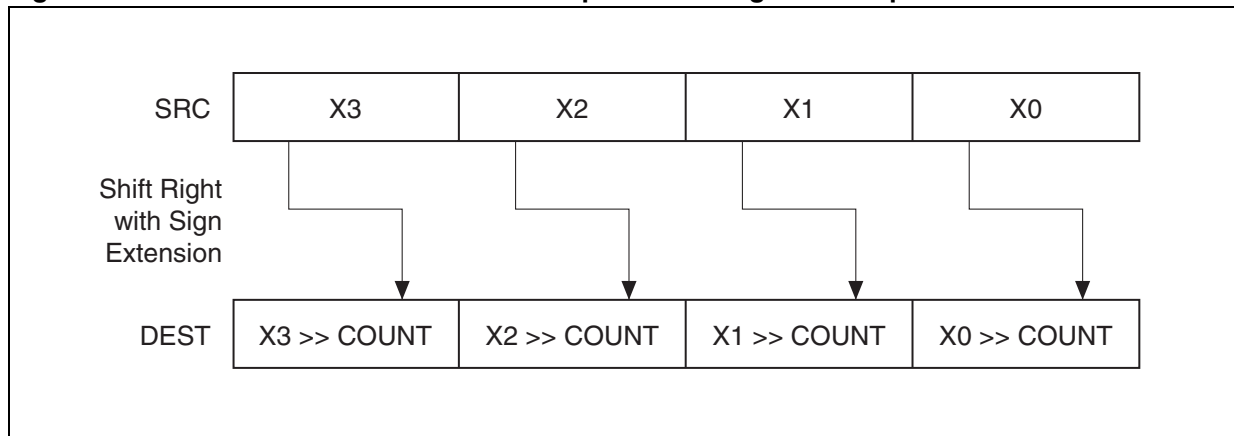 SRC X3 X2 X1 X0
Shift Right
with Sign
Extension
DEST X3 >> COUNT X2 >> COUNT X1 >> COUNT X0 >> COUNT